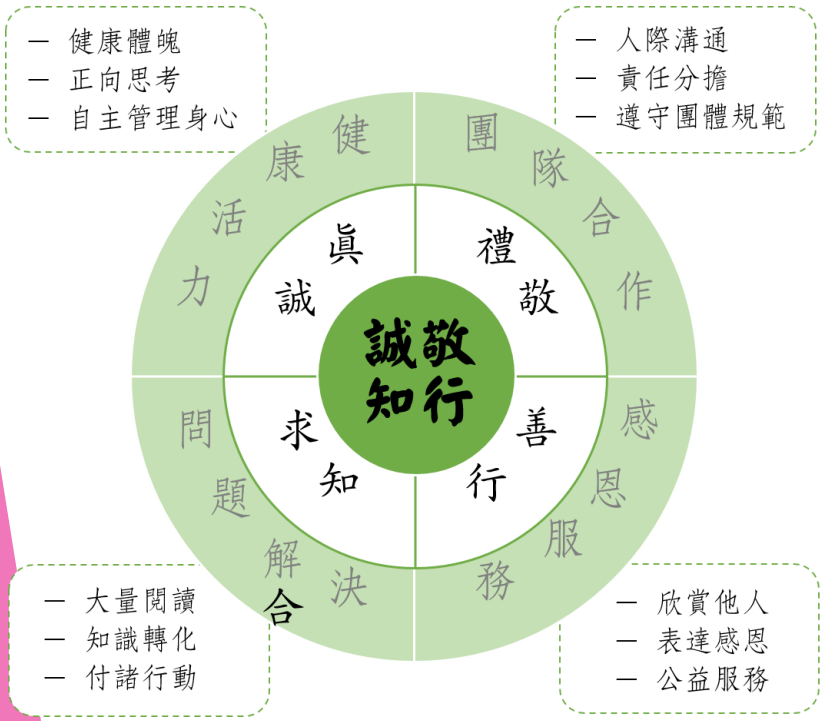 — 健康體魄
— 正向思考
— 自主管理身心
— 人際溝通
— 責任分擔
— 遵守團體規範
健康活力
團隊合作
真誠
禮敬
誠敬
知行
求知
善行
問題解決
合
感恩服務
— 大量閱讀
— 知識轉化
— 付諸行動
— 欣賞他人
— 表達感恩
— 公益服務